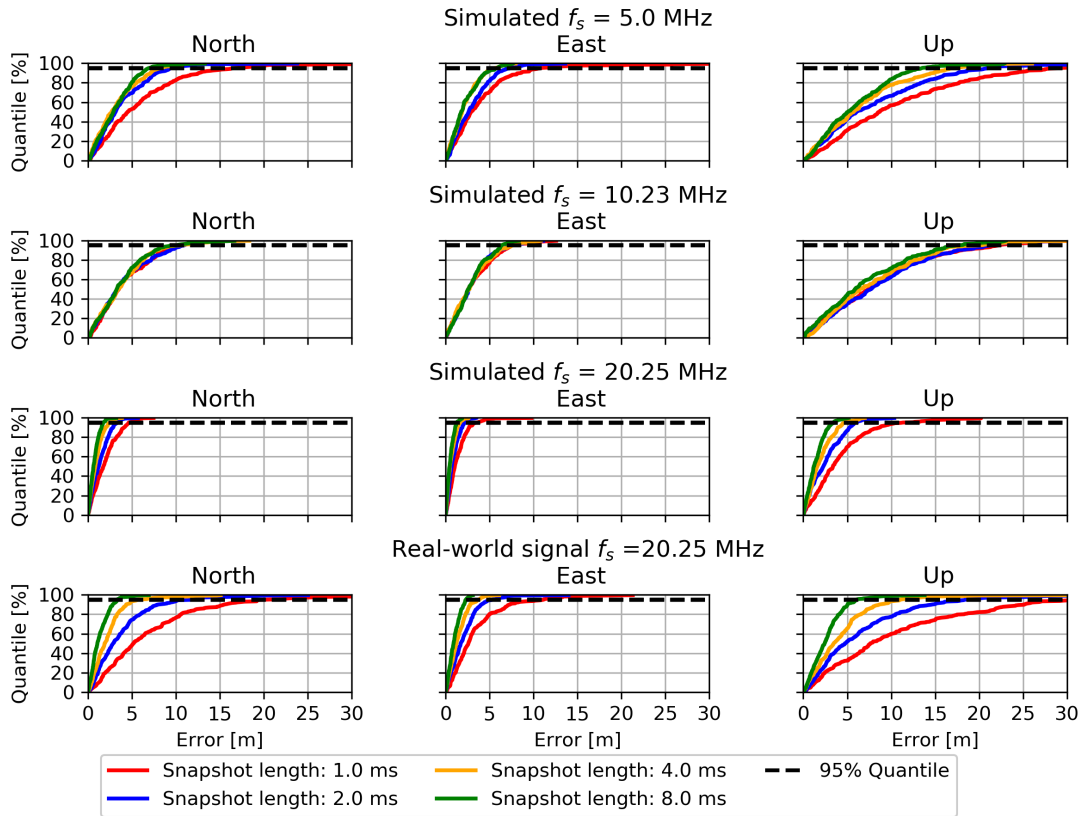 Simulated fs = 5.0 MHz
North East Up
Quantile [%]
100
80
60
40
20
0
Simulated fs = 10.23 MHz
North East Up
Quantile [%]
100
80
60
40
20
0
Simulated fs = 20.25 MHz
North East Up
Quantile [%]
100
80
60
40
20
0
Real-world signal fs =20.25 MHz
North East Up
Quantile [%]
100
80
60
40
20
0
0 5 10 15 20 25 30 0 5 10 15 20 25 30 0 5 10 15 20 25 30
Error [m] Error [m] Error [m]
Snapshot length: 1.0 ms Snapshot length: 4.0 ms 95% Quantile
Snapshot length: 2.0 ms Snapshot length: 8.0 ms